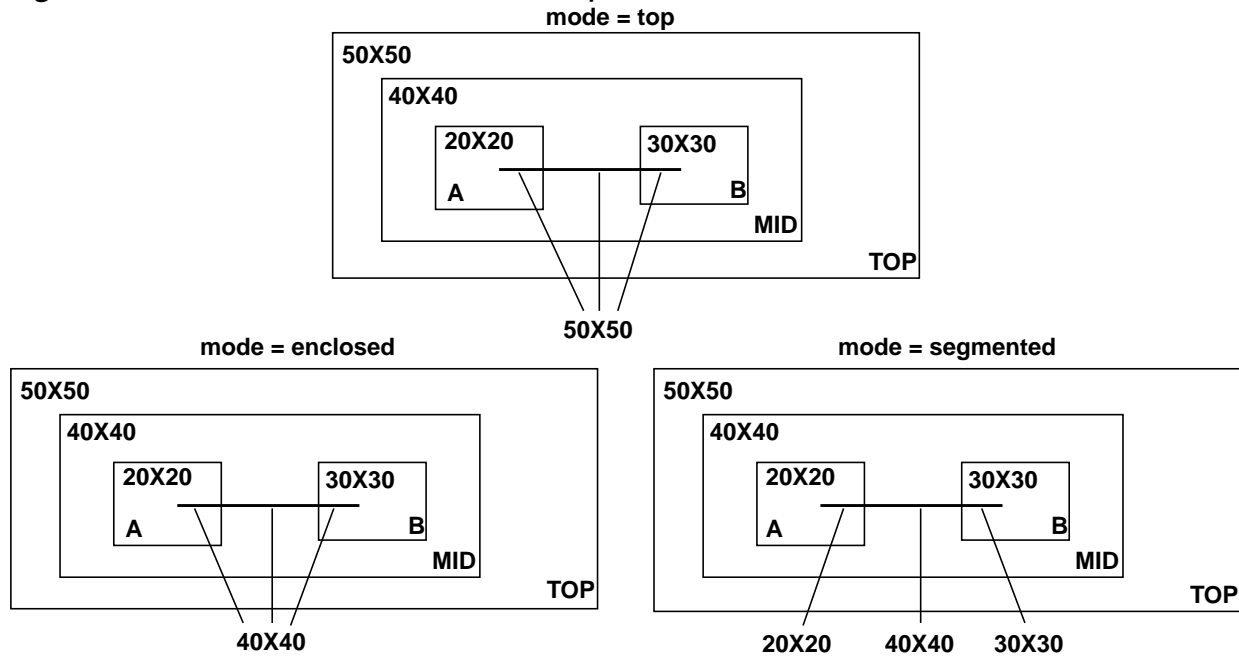 mode = top
50X50
40X40
20X20 30X30
A B
MID
TOP
50X50
mode = enclosed
50X50
40X40
20X20 30X30
A B
MID
TOP
40X40
mode = segmented
50X50
40X40
20X20 30X30
A B
MID
TOP
20X20 40X40 30X30